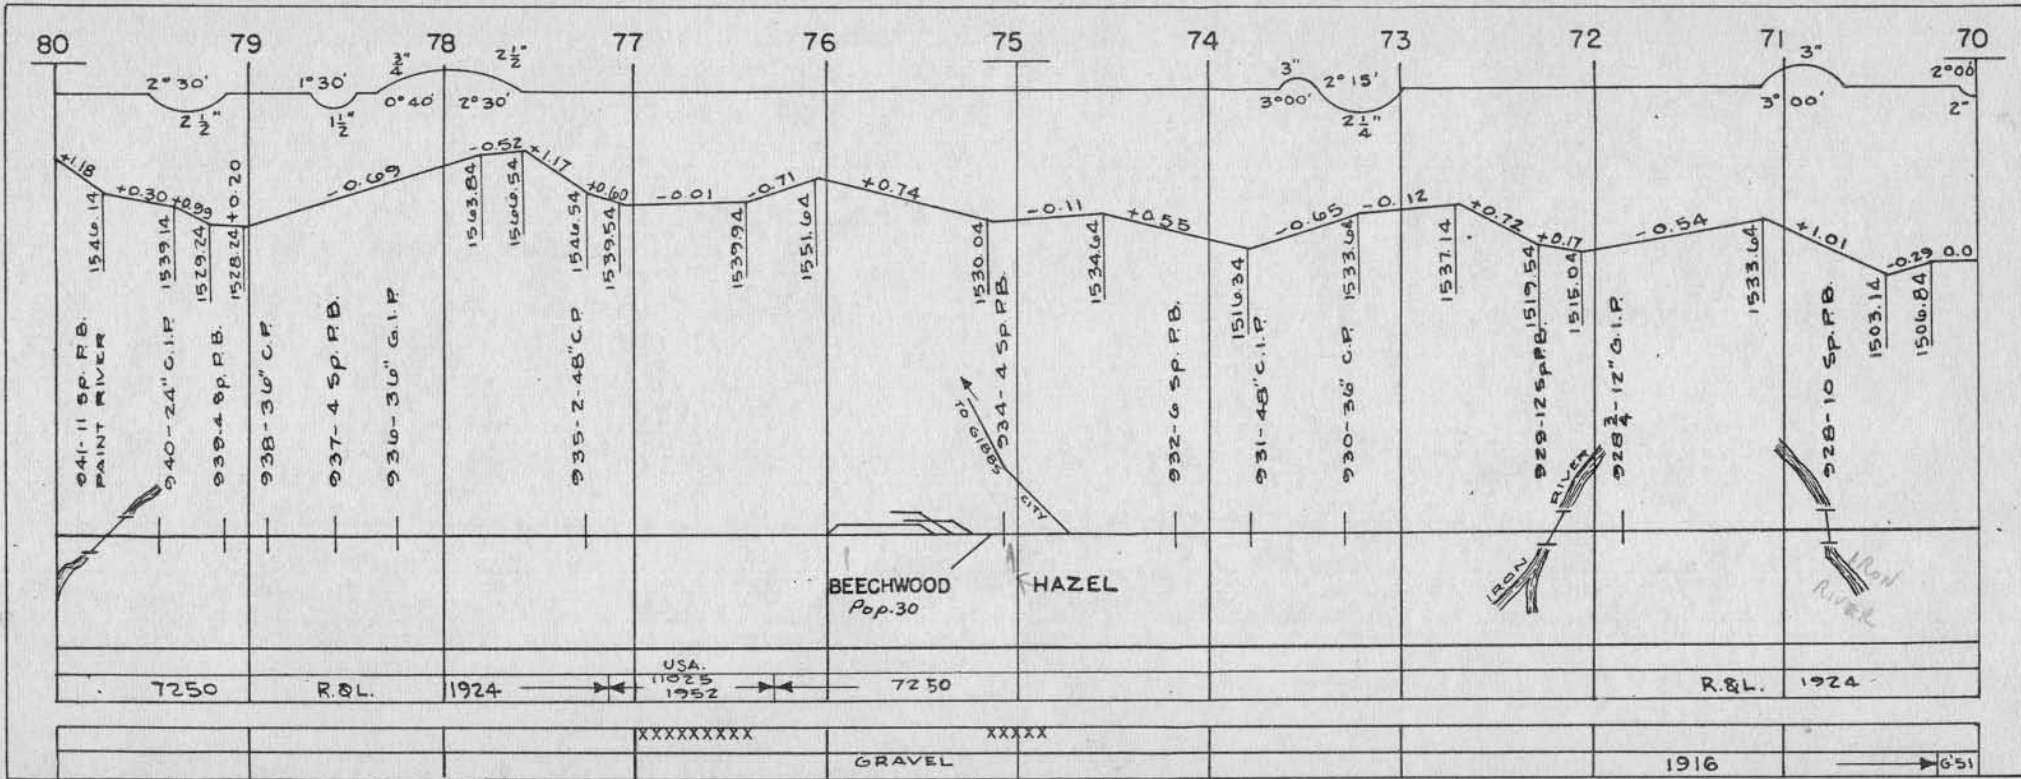 80 79 78 77 76 75 74 73 72 71 70
2°30' 1°30' 3/4" 2 1/2" 3" 2°15' 3" 2°00'
2 1/2" 1 1/2" 0°40' 2°30' 3°00' 2 1/4" 3°00' 2"
+1.18 +0.30 +0.99 +0.20 -0.69 -0.52 +1.17 +0.60 -0.01 -0.71 +0.74 -0.11 +0.55 -0.65 -0.12 +0.72 +0.17 -0.54 +1.01 -0.29 0.0
1546.14 1539.14 1529.24 1528.24 1563.84 1566.54 1546.54 1539.54 1539.94 1551.64 1530.04 1534.64 1516.34 1533.64 1537.14 1519.54 1515.04 1533.64 1503.14 1506.84
941-11 Sp. P.B.
PAINT RIVER
940-24" C.I.P.
939-4 Sp. P.B.
938-36" C.P.
937-4 Sp. P.B.
936-36" G.I.P.
935-2-48" C.P.
934-4 Sp. P.B.
932-6 Sp. P.B.
931-48" C.I.P.
930-36" C.P.
929-12 Sp. P.B.
928 3/4-12" G.I.P.
928-10 Sp. P.B.
TO GIBBS CITY
IRON RIVER
IRON
RIVER
BEECHWOOD
Pop. 30
HAZEL
7250 R.&L. 1924
USA.
11025
1952
7250 R.&L. 1924
XXXXXXXXX XXXXX
GRAVEL 1916 G'51